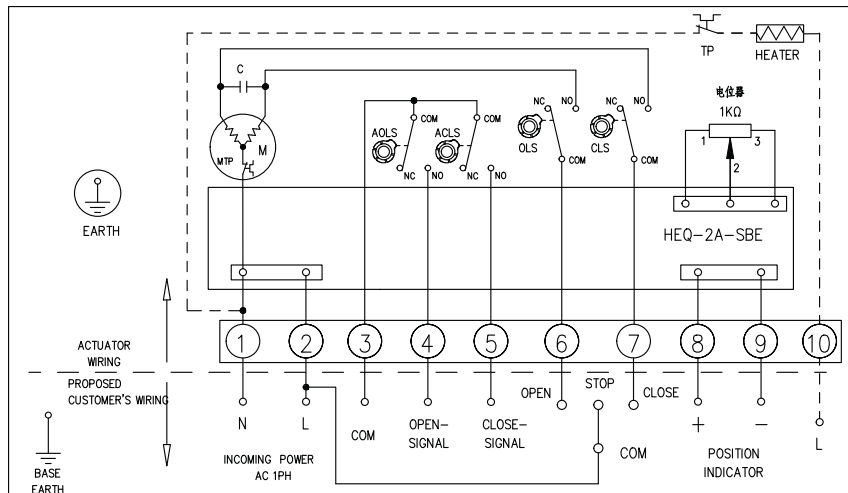 TP
HEATER
C
电位器
1KΩ
1
3
2
COM
COM
NC
NO
NC
NO
AOLS
ACLS
OLS
CLS
MTP
M
NC
NO
NC
NO
COM
COM
EARTH
HEQ-2A-SBE
1
2
3
4
5
6
7
8
9
10
ACTUATOR
WIRING
PROPOSED
CUSTOMER'S WIRING
N
L
COM
OPEN-
SIGNAL
CLOSE-
SIGNAL
OPEN
STOP
CLOSE
COM
+
−
L
INCOMING POWER
AC 1PH
POSITION
INDICATOR
BASE
EARTH